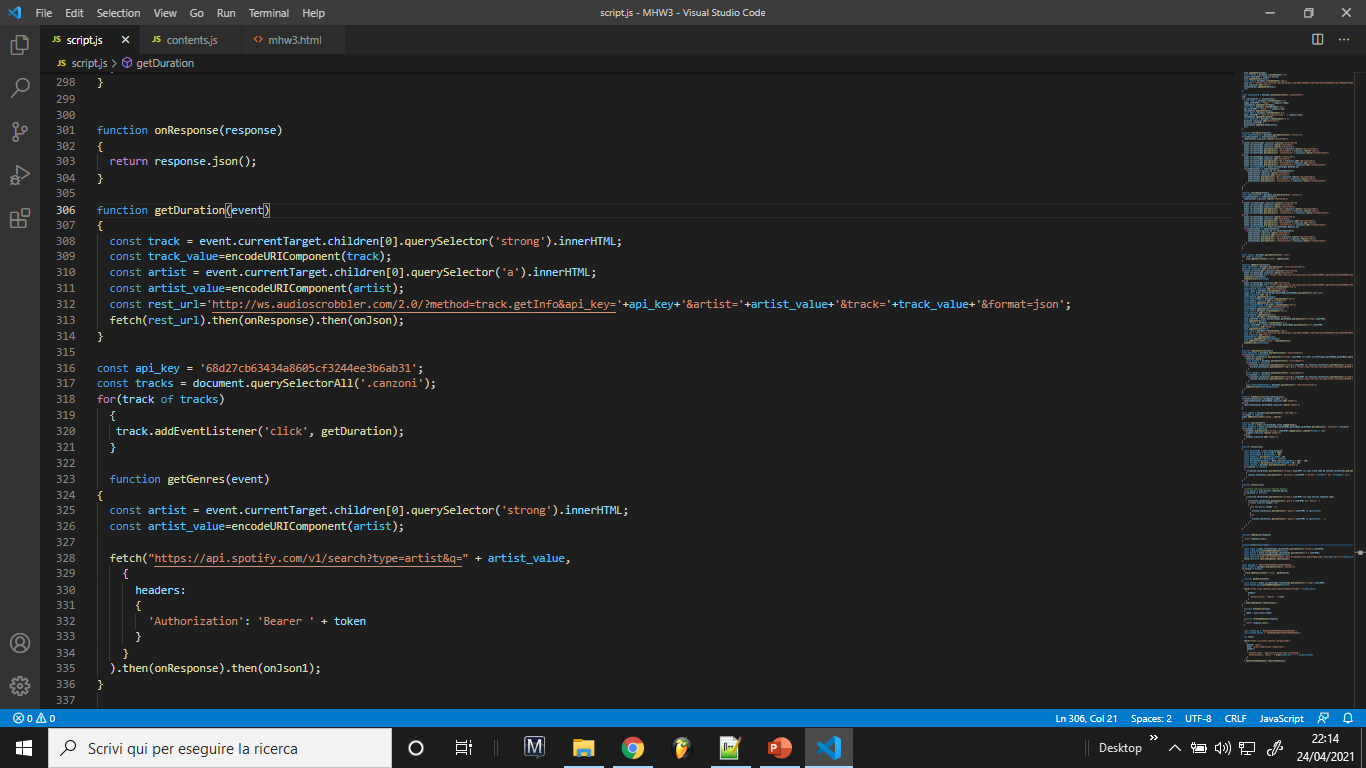 File Edit Selection View Go Run Terminal Help script.js - MHW3 - Visual Studio Code
JS script.js × JS contents.js <> mhw3.html
JS script.js > getDuration
298 }
299
300
301 function onResponse(response)
302 {
303   return response.json();
304 }
305
306 function getDuration(event)
307 {
308   const track = event.currentTarget.children[0].querySelector('strong').innerHTML;
309   const track_value=encodeURIComponent(track);
310   const artist = event.currentTarget.children[0].querySelector('a').innerHTML;
311   const artist_value=encodeURIComponent(artist);
312   const rest_url='http://ws.audioscrobbler.com/2.0/?method=track.getInfo&api_key='+api_key+'&artist='+artist_value+'&track='+track_value+'&format=json';
313   fetch(rest_url).then(onResponse).then(onJson);
314 }
315
316 const api_key = '68d27cb63434a8605cf3244ee3b6ab31';
317 const tracks = document.querySelectorAll('.canzoni');
318 for(track of tracks)
319   {
320    track.addEventListener('click', getDuration);
321   }
322
323   function getGenres(event)
324 {
325   const artist = event.currentTarget.children[0].querySelector('strong').innerHTML;
326   const artist_value=encodeURIComponent(artist);
327
328   fetch("https://api.spotify.com/v1/search?type=artist&q=" + artist_value,
329     {
330       headers:
331       {
332         'Authorization': 'Bearer ' + token
333       }
334     }
335   ).then(onResponse).then(onJson1);
336 }
337
0 0 Ln 306, Col 21 Spaces: 2 UTF-8 CRLF JavaScript
Scrivi qui per eseguire la ricerca Desktop 22:14
24/04/2021